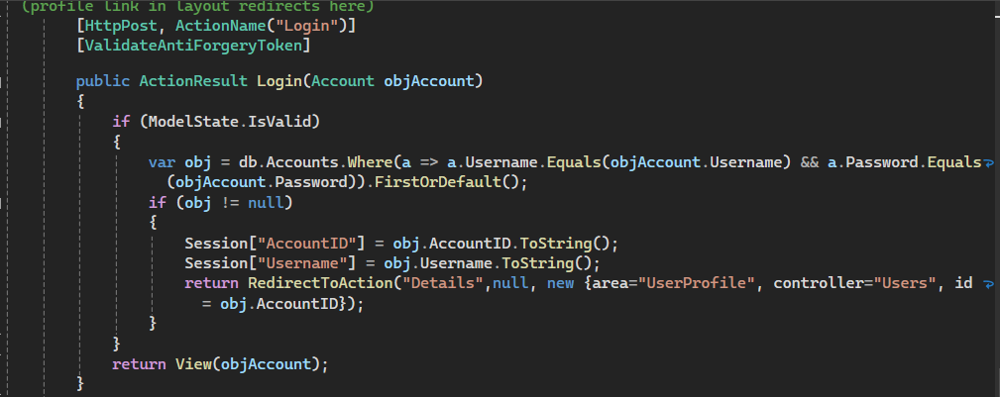 (profile link in layout redirects here)
[HttpPost, ActionName("Login")]
[ValidateAntiForgeryToken]
public ActionResult Login(Account objAccount)
{
if (ModelState.IsValid)
{
var obj = db.Accounts.Where(a => a.Username.Equals(objAccount.Username) && a.Password.Equals
(objAccount.Password)).FirstOrDefault();
if (obj != null)
{
Session["AccountID"] = obj.AccountID.ToString();
Session["Username"] = obj.Username.ToString();
return RedirectToAction("Details",null, new {area="UserProfile", controller="Users", id
= obj.AccountID});
}
}
return View(objAccount);
}